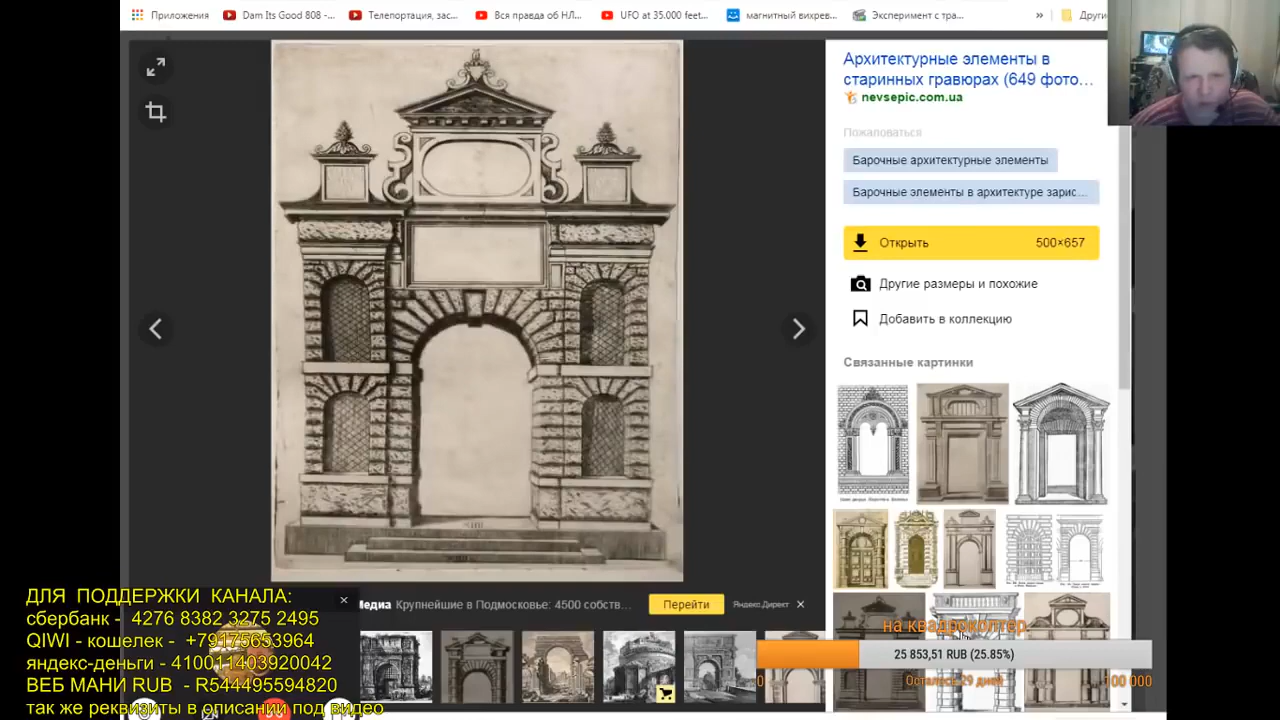 Приложения
Dam Its Good 808 -...
Телепортация, зас...
Вся правда об НЛ...
UFO at 35.000 feet...
магнитный вихрев...
Эксперимент с тра...
»
Други
Архитектурные элементы в
старинных гравюрах (649 фото...
nevsepic.com.ua
Пожаловаться
Барочные архитектурные элементы
Барочные элементы в архитектуре зарис...
Открыть 500×657
Другие размеры и похожие
Добавить в коллекцию
Связанные картинки
Медиа Крупнейшие в Подмосковье: 4500 собств...
Перейти
Яндекс.Директ
на квадрокоптер
25 853,51 RUB (25.85%)
0
Осталось 29 дней
100 000
ДЛЯ ПОДДЕРЖКИ КАНАЛА:
сбербанк - 4276 8382 3275 2495
QIWI - кошелек - +79175653964
яндекс-деньги - 410011403920042
ВЕБ МАНИ RUB - R544495594820
так же реквизиты в описании под видео